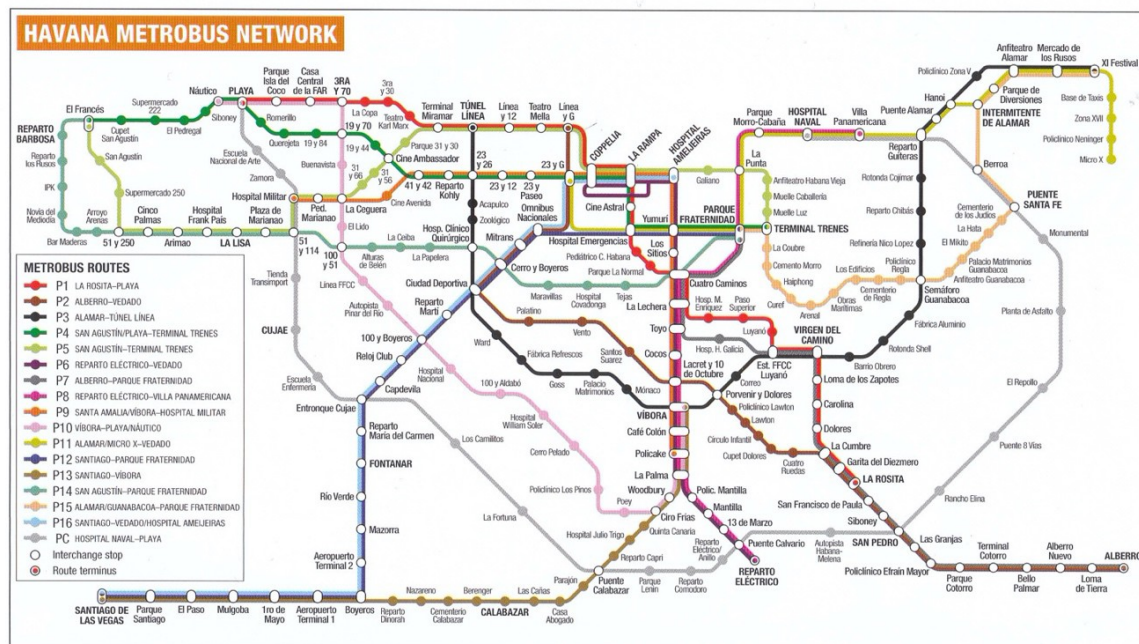 HAVANA METROBUS NETWORK
El Francés
Supermercado
222
Cupet San
Agustín
El Pedregal
Náutico
PLAYA
Siboney
Parque
Isla del
Coco
Casa
Central
de la FAR
3RA
Y 70
3ra
y 30
La Copa
Teatro
Karl Marx
Terminal
Miramar
TÚNEL
LÍNEA
Línea
y 12
Teatro
Mella
Línea
y G
COPPELIA
LA RAMPA
HOSPITAL
AMEIJEIRAS
Romerillo
Querejeta
19 y 84
19 y 70
19 y 44
Parque 31 y 30
Cine Ambassador
Buenavista
31
y 66
31
y 56
41 y 42
Reparto
Kohly
23
y 26
23 y 12
23 y
Paseo
23 y G
Omnibus
Nacionales
REPARTO
BARBOSA
Reparto
los Rusos
IPK
Novia del
Mediodía
Bar Maderas
San Agustín
Supermercado 250
Arroyo
Arenas
51 y 250
Cinco
Palmas
Arimao
Hospital
Frank País
LA LISA
Plaza de
Marianao
51
y 114
Escuela
Nacional de Arte
Zamora
Hospital Militar
Ped.
Marianao
La Ceguera
Cine Avenida
El Lido
100
y 51
La Ceiba
Alturas
de Belén
La Papelera
Acapulco
Zoológico
Hosp. Clínico
Quirúrgico
Mitrans
Cerro y Boyeros
Ciudad Deportiva
Hospital Emergencias
Cine Astral
Yumurí
Los
Sitios
Pediátrico C. Habana
Parque La Normal
Maravillas
Hospital
Covadonga
Tejas
Galiano
PARQUE
FRATERNIDAD
La
Punta
Anfiteatro Habana Vieja
Muelle Caballería
Muelle Luz
TERMINAL TRENES
La Coubre
Cemento Morro
Haiphong
Curef
Arenal
Los Edificios
Obras
Marítimas
Cementerio
de Regla
Policlínico
Regla
Parque
Morro-Cabaña
HOSPITAL
NAVAL
Villa
Panamericana
Policlínico Zona V
Puente Alamar
Hanoi
Anfiteatro
Alamar
Mercado de
los Rusos
XI Festival
Parque de
Diversiones
INTERMITENTE
DE ALAMAR
Base de Taxis
Zona XVII
Policlínico Neninger
Micro X
Berroa
Reparto
Guiteras
Rotonda Cojimar
Reparto Chibás
Refinería Nico Lopez
Semáforo
Guanabacoa
PUENTE
SANTA FE
Cementerio
de los Judíos
La Hata
El Mikito
Palacio Matrimonios
Guanabacoa
Anfiteatro Guanabacoa
Monumental
Planta de Asfalto
El Repollo
Puente 8 Vías
Rancho Elina
Fábrica Aluminio
Rotonda Shell
Barrio Obrero
VIRGEN DEL
CAMINO
Cuatro Caminos
Hosp. M.
Enríquez
Paso
Superior
Luyanó
Hosp. H. Galicia
Est. FFCC
Luyanó
Correo
La Lechera
Toyo
Cocos
Lacret y 10
de Octubre
Mónaco
VÍBORA
Café Colón
Policake
La Palma
Woodbury
Ciro Frías
Porvenir y Dolores
Policlínico Lawton
Lawton
Círculo Infantil
Cupet Dolores
Cuatro
Ruedas
Loma de los Zapotes
Carolina
Dolores
La Cumbre
Garita del Diezmero
LA ROSITA
San Francisco de Paula
Siboney
SAN PEDRO
Las Granjas
Policlínico Efrain Mayor
Parque
Cotorro
Terminal
Cotorro
Bello
Palmar
Alberro
Nuevo
Loma
de Tierra
ALBERRO
Palatino
Vento
Santos
Suarez
Ward
Fábrica Refrescos
Goss
Palacio
Matrimonios
Línea FFCC
Autopista
Pinar del Río
Reparto
Martí
100 y Boyeros
Reloj Club
Capdevila
Entronque Cujae
Hospital
Nacional
100 y Aldabó
Hospital
William Soler
Cerro Pelado
Policlínico Los Pinos
Poey
Tienda
Transimport
CUJAE
Escuela
Enfermería
Reparto
María del Carmen
FONTANAR
Río Verde
Mazorra
Aeropuerto
Terminal 2
Boyeros
Los Camilitos
La Fortuna
Puente
Calabazar
Parque
Lenin
Reparto
Comodoro
Reparto
Eléctrico/
Anillo
REPARTO
ELÉCTRICO
Polic. Mantilla
Mantilla
13 de Marzo
Puente Calvario
Autopista
Habana-
Melena
Quinta Canaria
Hospital Julio Trigo
Reparto Capri
Parajón
Casa
Abogado
Las Cañas
CALABAZAR
Berenger
Cementerio
Calabazar
Nazareno
Reparto
Dinorah
SANTIAGO DE
LAS VEGAS
Parque
Santiago
El Paso
Mulgoba
1ro de
Mayo
Aeropuerto
Terminal 1
METROBUS ROUTES
P1 LA ROSITA–PLAYA
P2 ALBERRO–VEDADO
P3 ALAMAR–TÚNEL LÍNEA
P4 SAN AGUSTÍN/PLAYA–TERMINAL TRENES
P5 SAN AGUSTÍN–TERMINAL TRENES
P6 REPARTO ELÉCTRICO–VEDADO
P7 ALBERRO–PARQUE FRATERNIDAD
P8 REPARTO ELÉCTRICO–VILLA PANAMERICANA
P9 SANTA AMALIA/VÍBORA–HOSPITAL MILITAR
P10 VÍBORA–PLAYA/NÁUTICO
P11 ALAMAR/MICRO X–VEDADO
P12 SANTIAGO–PARQUE FRATERNIDAD
P13 SANTIAGO–VÍBORA
P14 SAN AGUSTÍN–PARQUE FRATERNIDAD
P15 ALAMAR/GUANABACOA–PARQUE FRATERNIDAD
P16 SANTIAGO–VEDADO/HOSPITAL AMEIJEIRAS
PC HOSPITAL NAVAL–PLAYA
Interchange stop
Route terminus